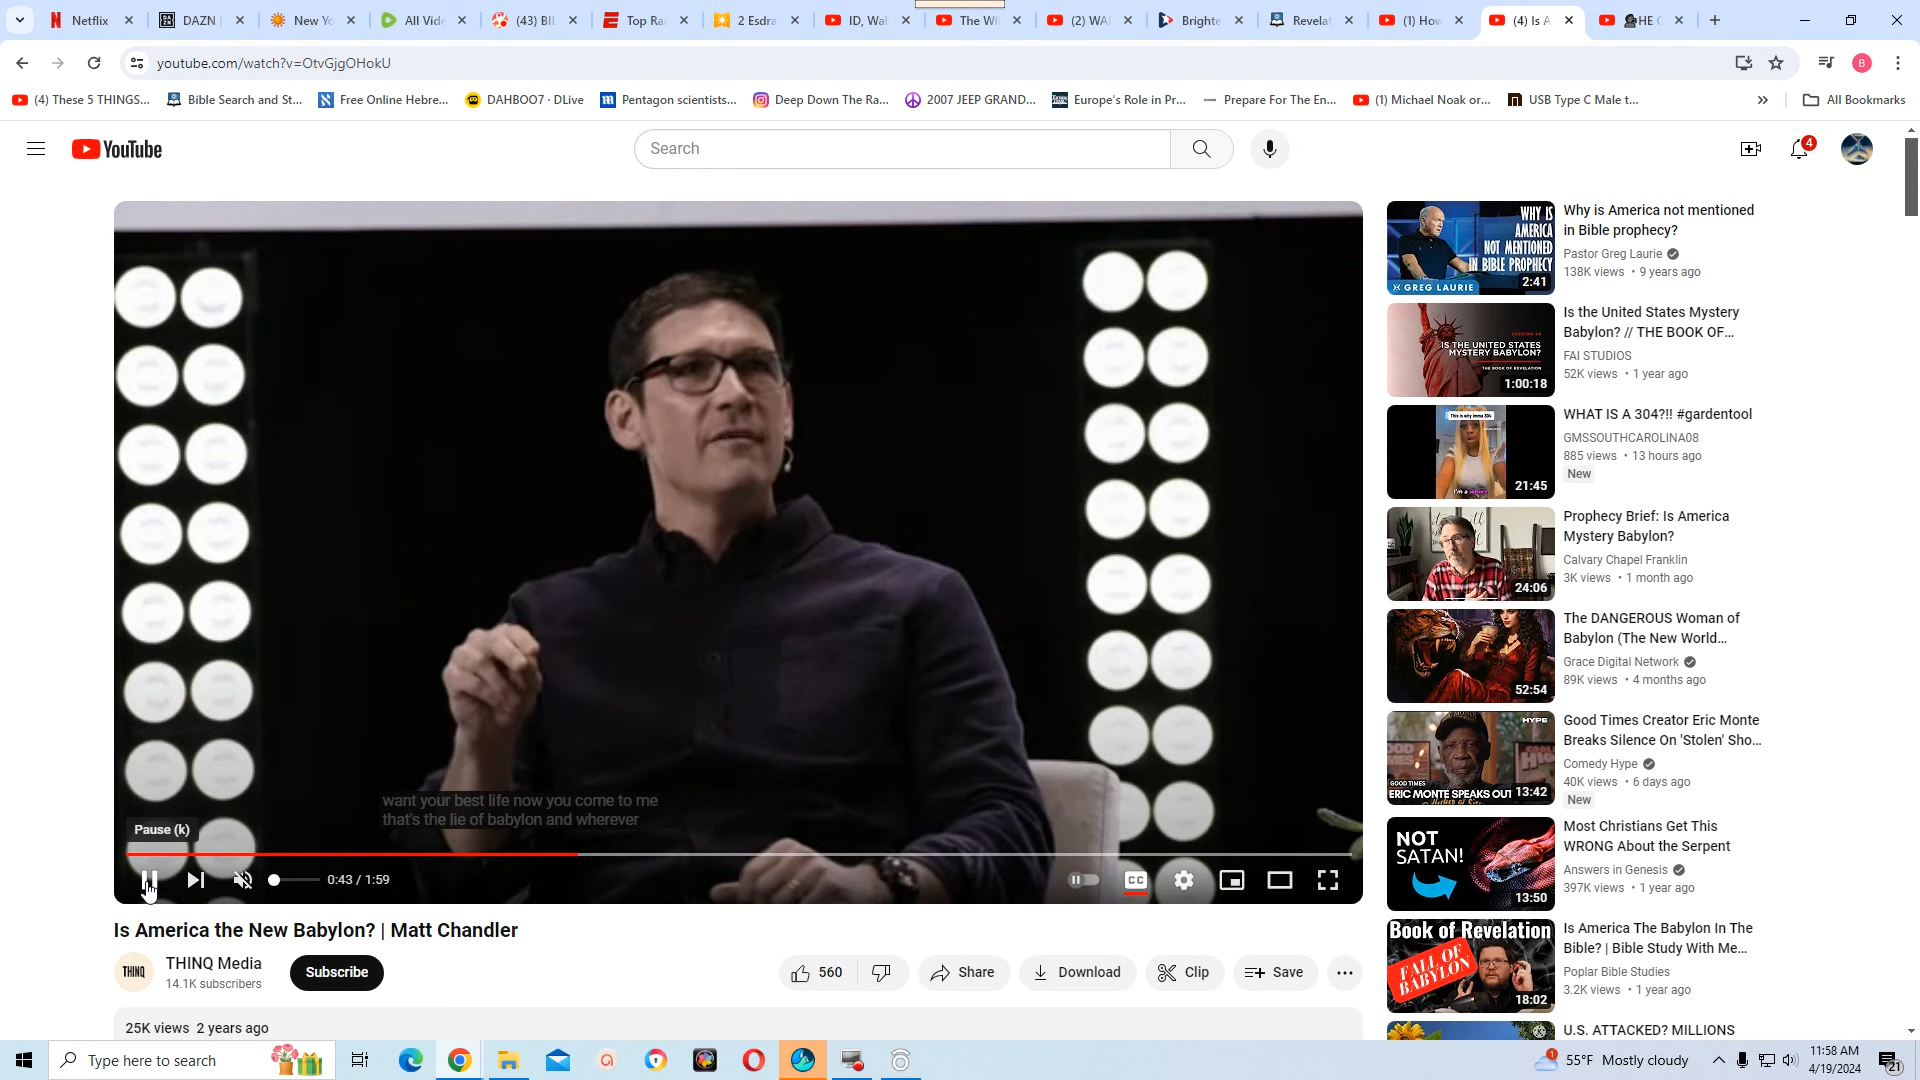 Netflix
DAZN
New Yo
All Vide
(43) BI
Top Ra
2 Esdra
ID, Wal
The Wi
(2) WA
Brighte
Revelat
(1) How
(4) Is A
HE
youtube.com/watch?v=OtvGjgOHokU
B
(4) These 5 THINGS...
Bible Search and St...
Free Online Hebre...
DAHBOO7 · DLive
Pentagon scientists...
Deep Down The Ra...
2007 JEEP GRAND...
Europe's Role in Pr...
Prepare For The En...
(1) Michael Noak or...
USB Type C Male t...
All Bookmarks
YouTube
Search
4
want your best life now you come to me
that's the lie of babylon and wherever
Pause (k)
0:43 / 1:59
CC
Is America the New Babylon? | Matt Chandler
THINQ
THINQ Media
14.1K subscribers
Subscribe
560
Share
Download
Clip
Save
25K views 2 years ago
WHY IS
AMERICA
NOT MENTIONED
IN BIBLE PROPHECY?
GREG LAURIE
2:41
Why is America not mentioned
in Bible prophecy?
Pastor Greg Laurie
138K views • 9 years ago
IS THE UNITED STATES
MYSTERY BABYLON?
THE BOOK OF REVELATION
1:00:18
Is the United States Mystery
Babylon? // THE BOOK OF...
FAI STUDIOS
52K views • 1 year ago
This is why imma 304
21:45
WHAT IS A 304?!! #gardentool
GMSSOUTHCAROLINA08
885 views • 13 hours ago
New
24:06
Prophecy Brief: Is America
Mystery Babylon?
Calvary Chapel Franklin
3K views • 1 month ago
52:54
The DANGEROUS Woman of
Babylon (The New World...
Grace Digital Network
89K views • 4 months ago
HYPE
GOOD TIMES
ERIC MONTE SPEAKS OUT
13:42
Good Times Creator Eric Monte
Breaks Silence On 'Stolen' Sho...
Comedy Hype
40K views • 6 days ago
New
NOT
SATAN!
13:50
Most Christians Get This
WRONG About the Serpent
Answers in Genesis
397K views • 1 year ago
Book of Revelation
FALL OF
BABYLON
18:02
Is America The Babylon In The
Bible? | Bible Study With Me...
Poplar Bible Studies
3.2K views • 1 year ago
U.S. ATTACKED? MILLIONS
Type here to search
55°F Mostly cloudy
11:58 AM
4/19/2024
21